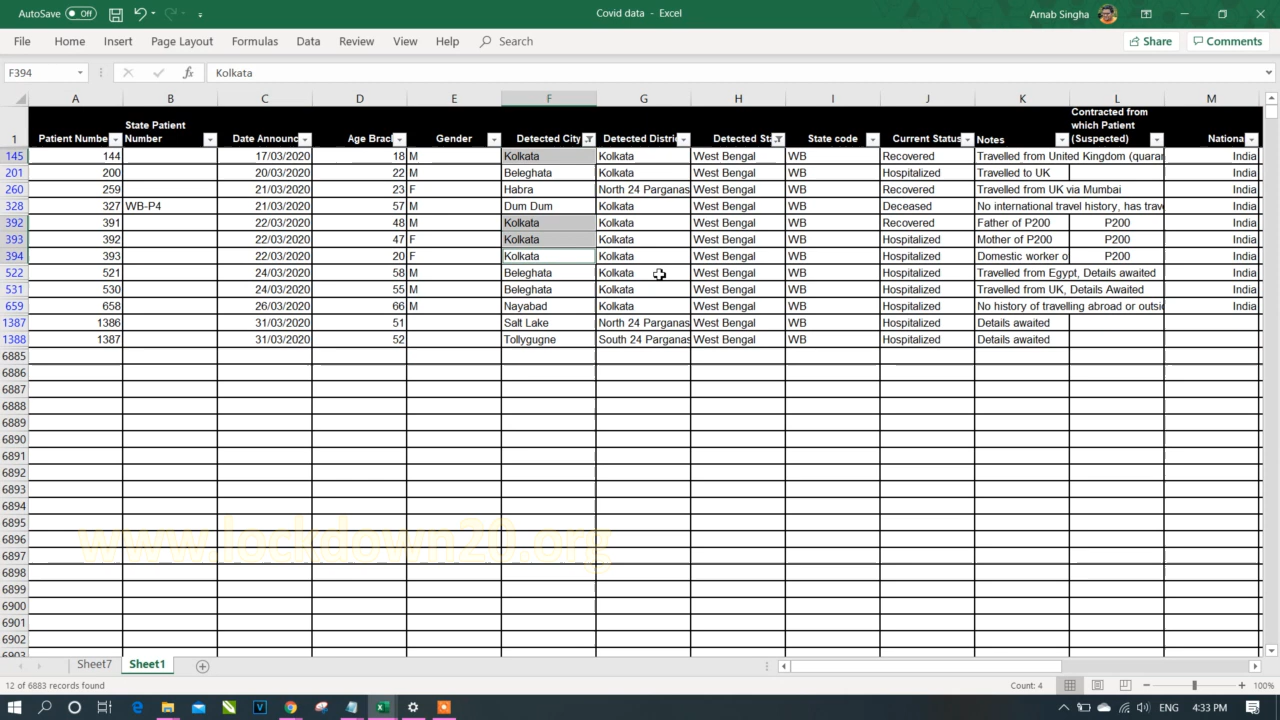 AutoSave Off
Covid data - Excel
Arnab Singha
File Home Insert Page Layout Formulas Data Review View Help Search
Share Comments
F394 fx Kolkata
A B C D E F G H I J K L M
1 Patient Numbe State Patient Number Date Announc Age Brac Gender Detected City Detected Distric Detected Sta State code Current Status Notes Contracted from which Patient (Suspected) Nationa
145 144 17/03/2020 18 M Kolkata Kolkata West Bengal WB Recovered Travelled from United Kingdom (quarar India
201 200 20/03/2020 22 M Beleghata Kolkata West Bengal WB Hospitalized Travelled to UK India
260 259 21/03/2020 23 F Habra North 24 Parganas West Bengal WB Recovered Travelled from UK via Mumbai India
328 327 WB-P4 21/03/2020 57 M Dum Dum Kolkata West Bengal WB Deceased No international travel history, has trave India
392 391 22/03/2020 48 M Kolkata Kolkata West Bengal WB Recovered Father of P200 P200 India
393 392 22/03/2020 47 F Kolkata Kolkata West Bengal WB Hospitalized Mother of P200 P200 India
394 393 22/03/2020 20 F Kolkata Kolkata West Bengal WB Hospitalized Domestic worker o P200 India
522 521 24/03/2020 58 M Beleghata Kolkata West Bengal WB Hospitalized Travelled from Egypt, Details awaited India
531 530 24/03/2020 55 M Beleghata Kolkata West Bengal WB Hospitalized Travelled from UK, Details Awaited India
659 658 26/03/2020 66 M Nayabad Kolkata West Bengal WB Hospitalized No history of travelling abroad or outsid India
1387 1386 31/03/2020 51 Salt Lake North 24 Parganas West Bengal WB Hospitalized Details awaited
1388 1387 31/03/2020 52 Tollygugne South 24 Parganas West Bengal WB Hospitalized Details awaited
6885
6886
6887
6888
6889
6890
6891
6892
6893
6894
6895
www.lockdown20.org
6896
6897
6898
6899
6900
6901
6902
6903
Sheet7 Sheet1
12 of 6883 records found Count: 4 100%
ENG 4:33 PM